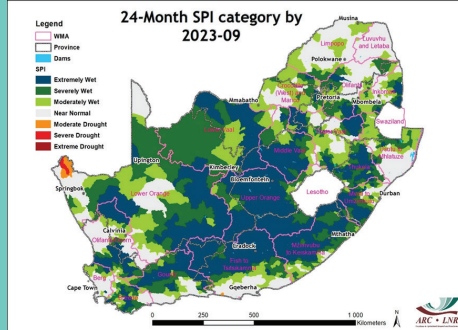 24-Month SPI category by
2023-09
Legend
WMA
Province
Dams
SPI
Extremely Wet
Severely Wet
Moderately Wet
Near Normal
Moderate Drought
Severe Drought
Extreme Drought
Musina
Limpopo
Luvuvhu
and Letaba
Polokwane
Olifants
Mmabatho
Pretoria
Mbombela
Swaziland
Upington
Kimberley
Bloemfontein
Springbok
Lower Orange
Upper Orange
Lesotho
Durban
Calvinia
Mthatha
Cradock
Cape Town
Berg
Gqeberha
0 250 500 1 000
Kilometers
N
ARC • LNR